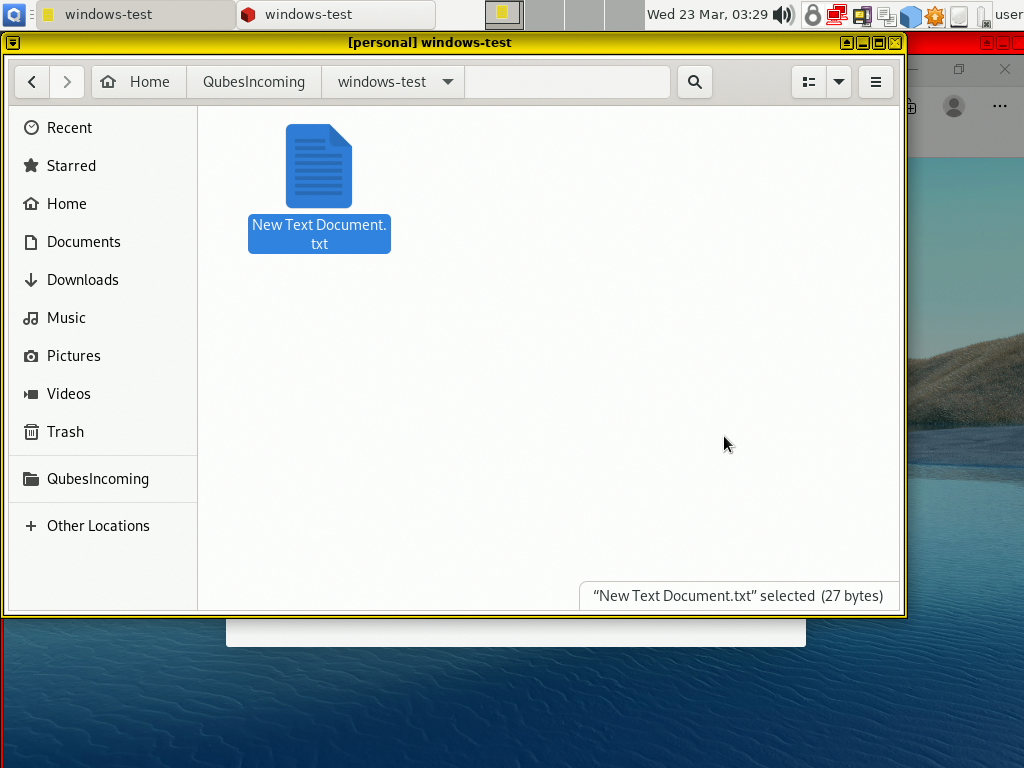 windows-test
windows-test
Wed 23 Mar, 03:29
user
[personal] windows-test
Home
QubesIncoming
windows-test
Recent
Starred
Home
Documents
Downloads
Music
Pictures
Videos
Trash
QubesIncoming
Other Locations
New Text Document.
txt
“New Text Document.txt” selected (27 bytes)